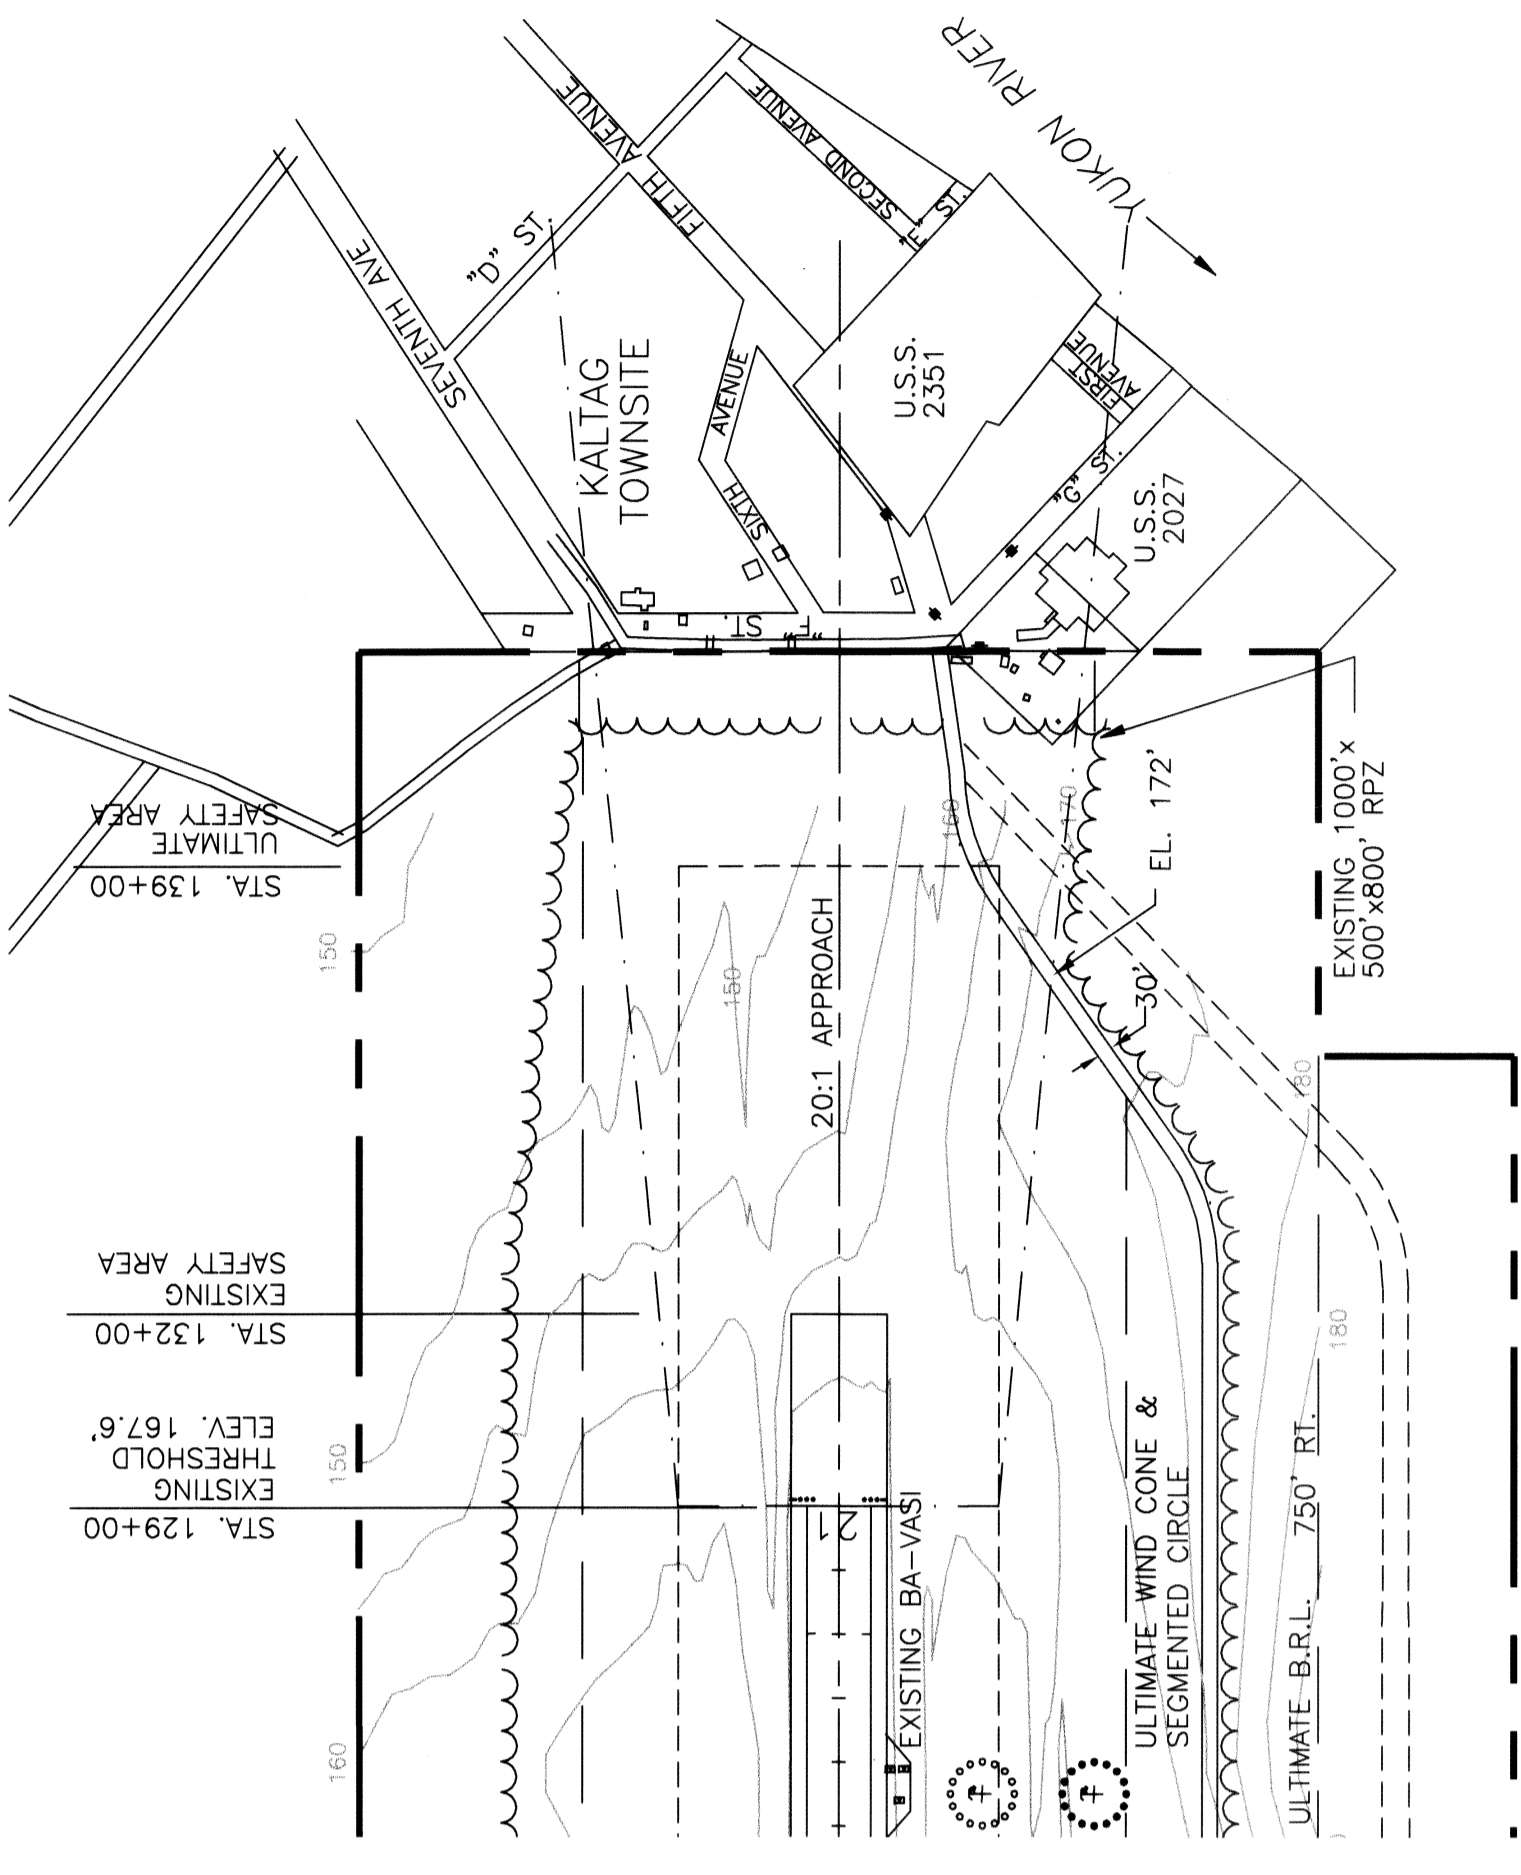 YUKON RIVER
AVENUE
SECOND AVENUE
FIFTH
"E" ST.
"D" ST.
SEVENTH AVE
KALTAG
TOWNSITE
AVENUE
SIXTH
U.S.S.
2351
FIRST
AVENUE
"G" ST.
U.S.S.
2027
"F" ST.
ULTIMATE
SAFETY AREA
STA. 139+00
160
170
EL. 172'
EXISTING 1000'x
500'x800' RPZ
150
150
20:1 APPROACH
30'
180
EXISTING
SAFETY AREA
STA. 132+00
180
ELEV. 167.6'
THRESHOLD
EXISTING
STA. 129+00
150
21
EXISTING BA-VASI
ULTIMATE WIND CONE &
SEGMENTED CIRCLE
ULTIMATE B.R.L. 750' RT.
160